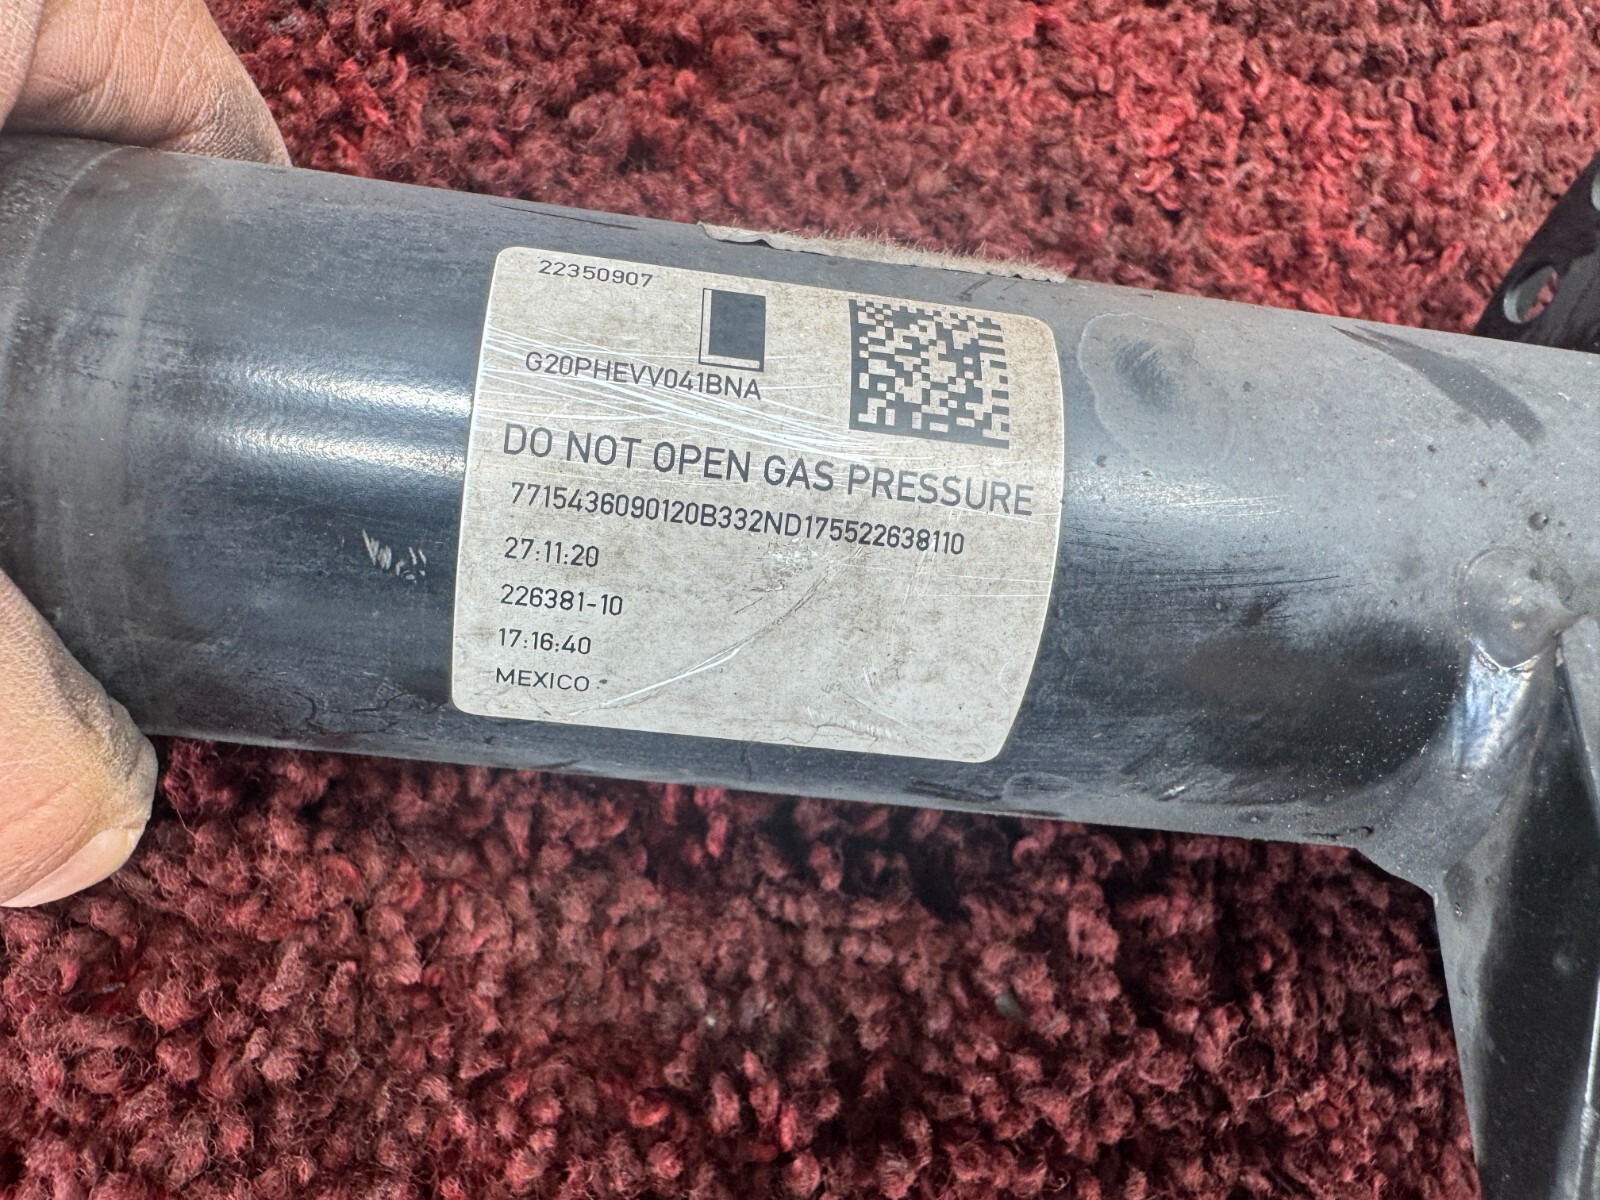 22350907
G20PHEVV041BNA
DO NOT OPEN GAS PRESSURE
7715436090120B332ND175522638110
27:11:20
226381-10
17:16:40
MEXICO